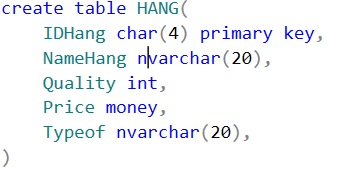 create table HANG(
IDHang char(4) primary key,
NameHang nvarchar(20),
Quality int,
Price money,
Typeof nvarchar(20),
)